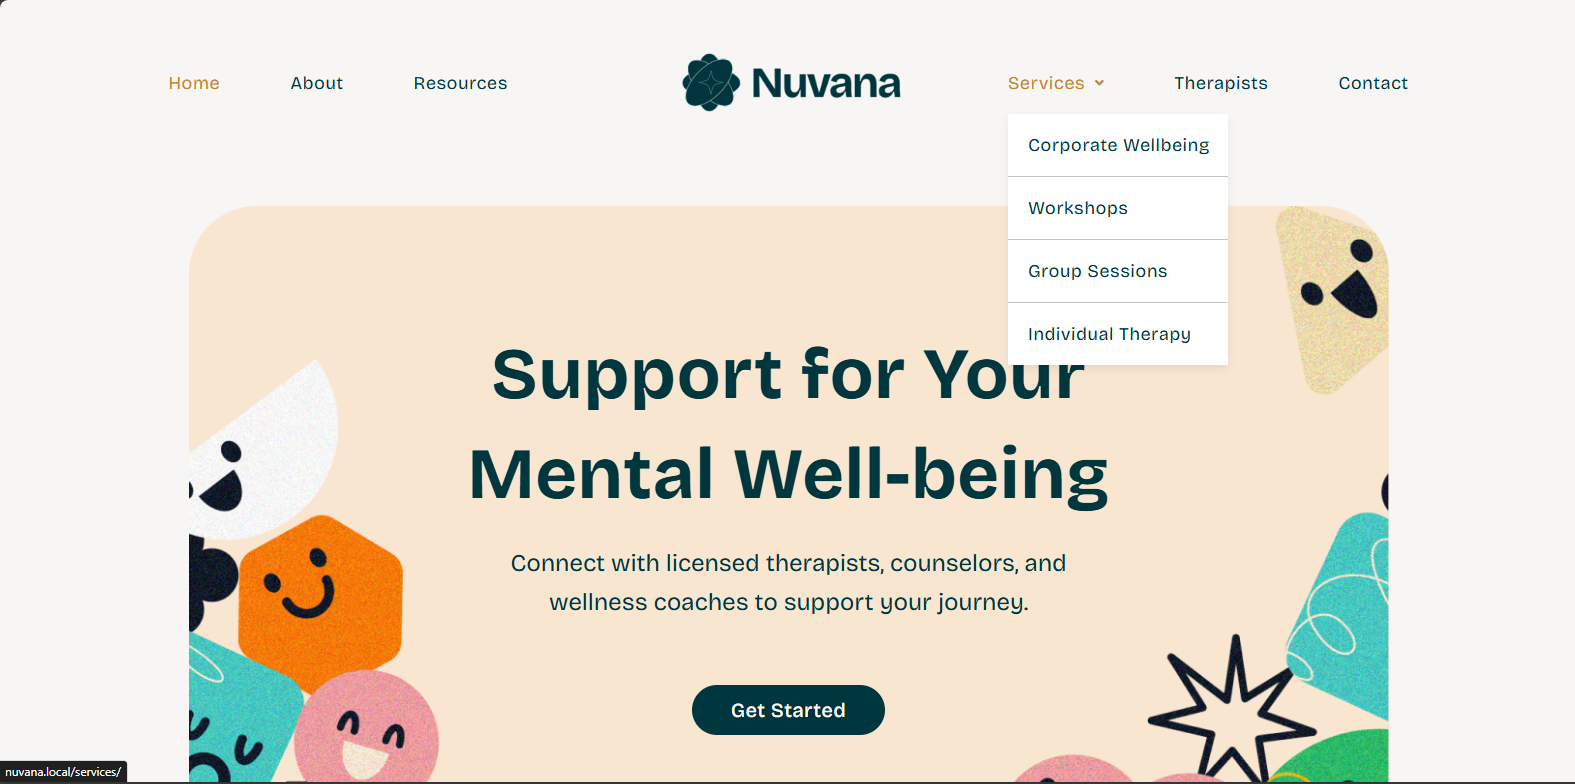 Home
About
Resources
Nuvana
Services
Therapists
Contact
Corporate Wellbeing
Workshops
Group Sessions
Individual Therapy
Support for Your
Mental Well-being
Connect with licensed therapists, counselors, and
wellness coaches to support your journey.
Get Started
nuvana.local/services/